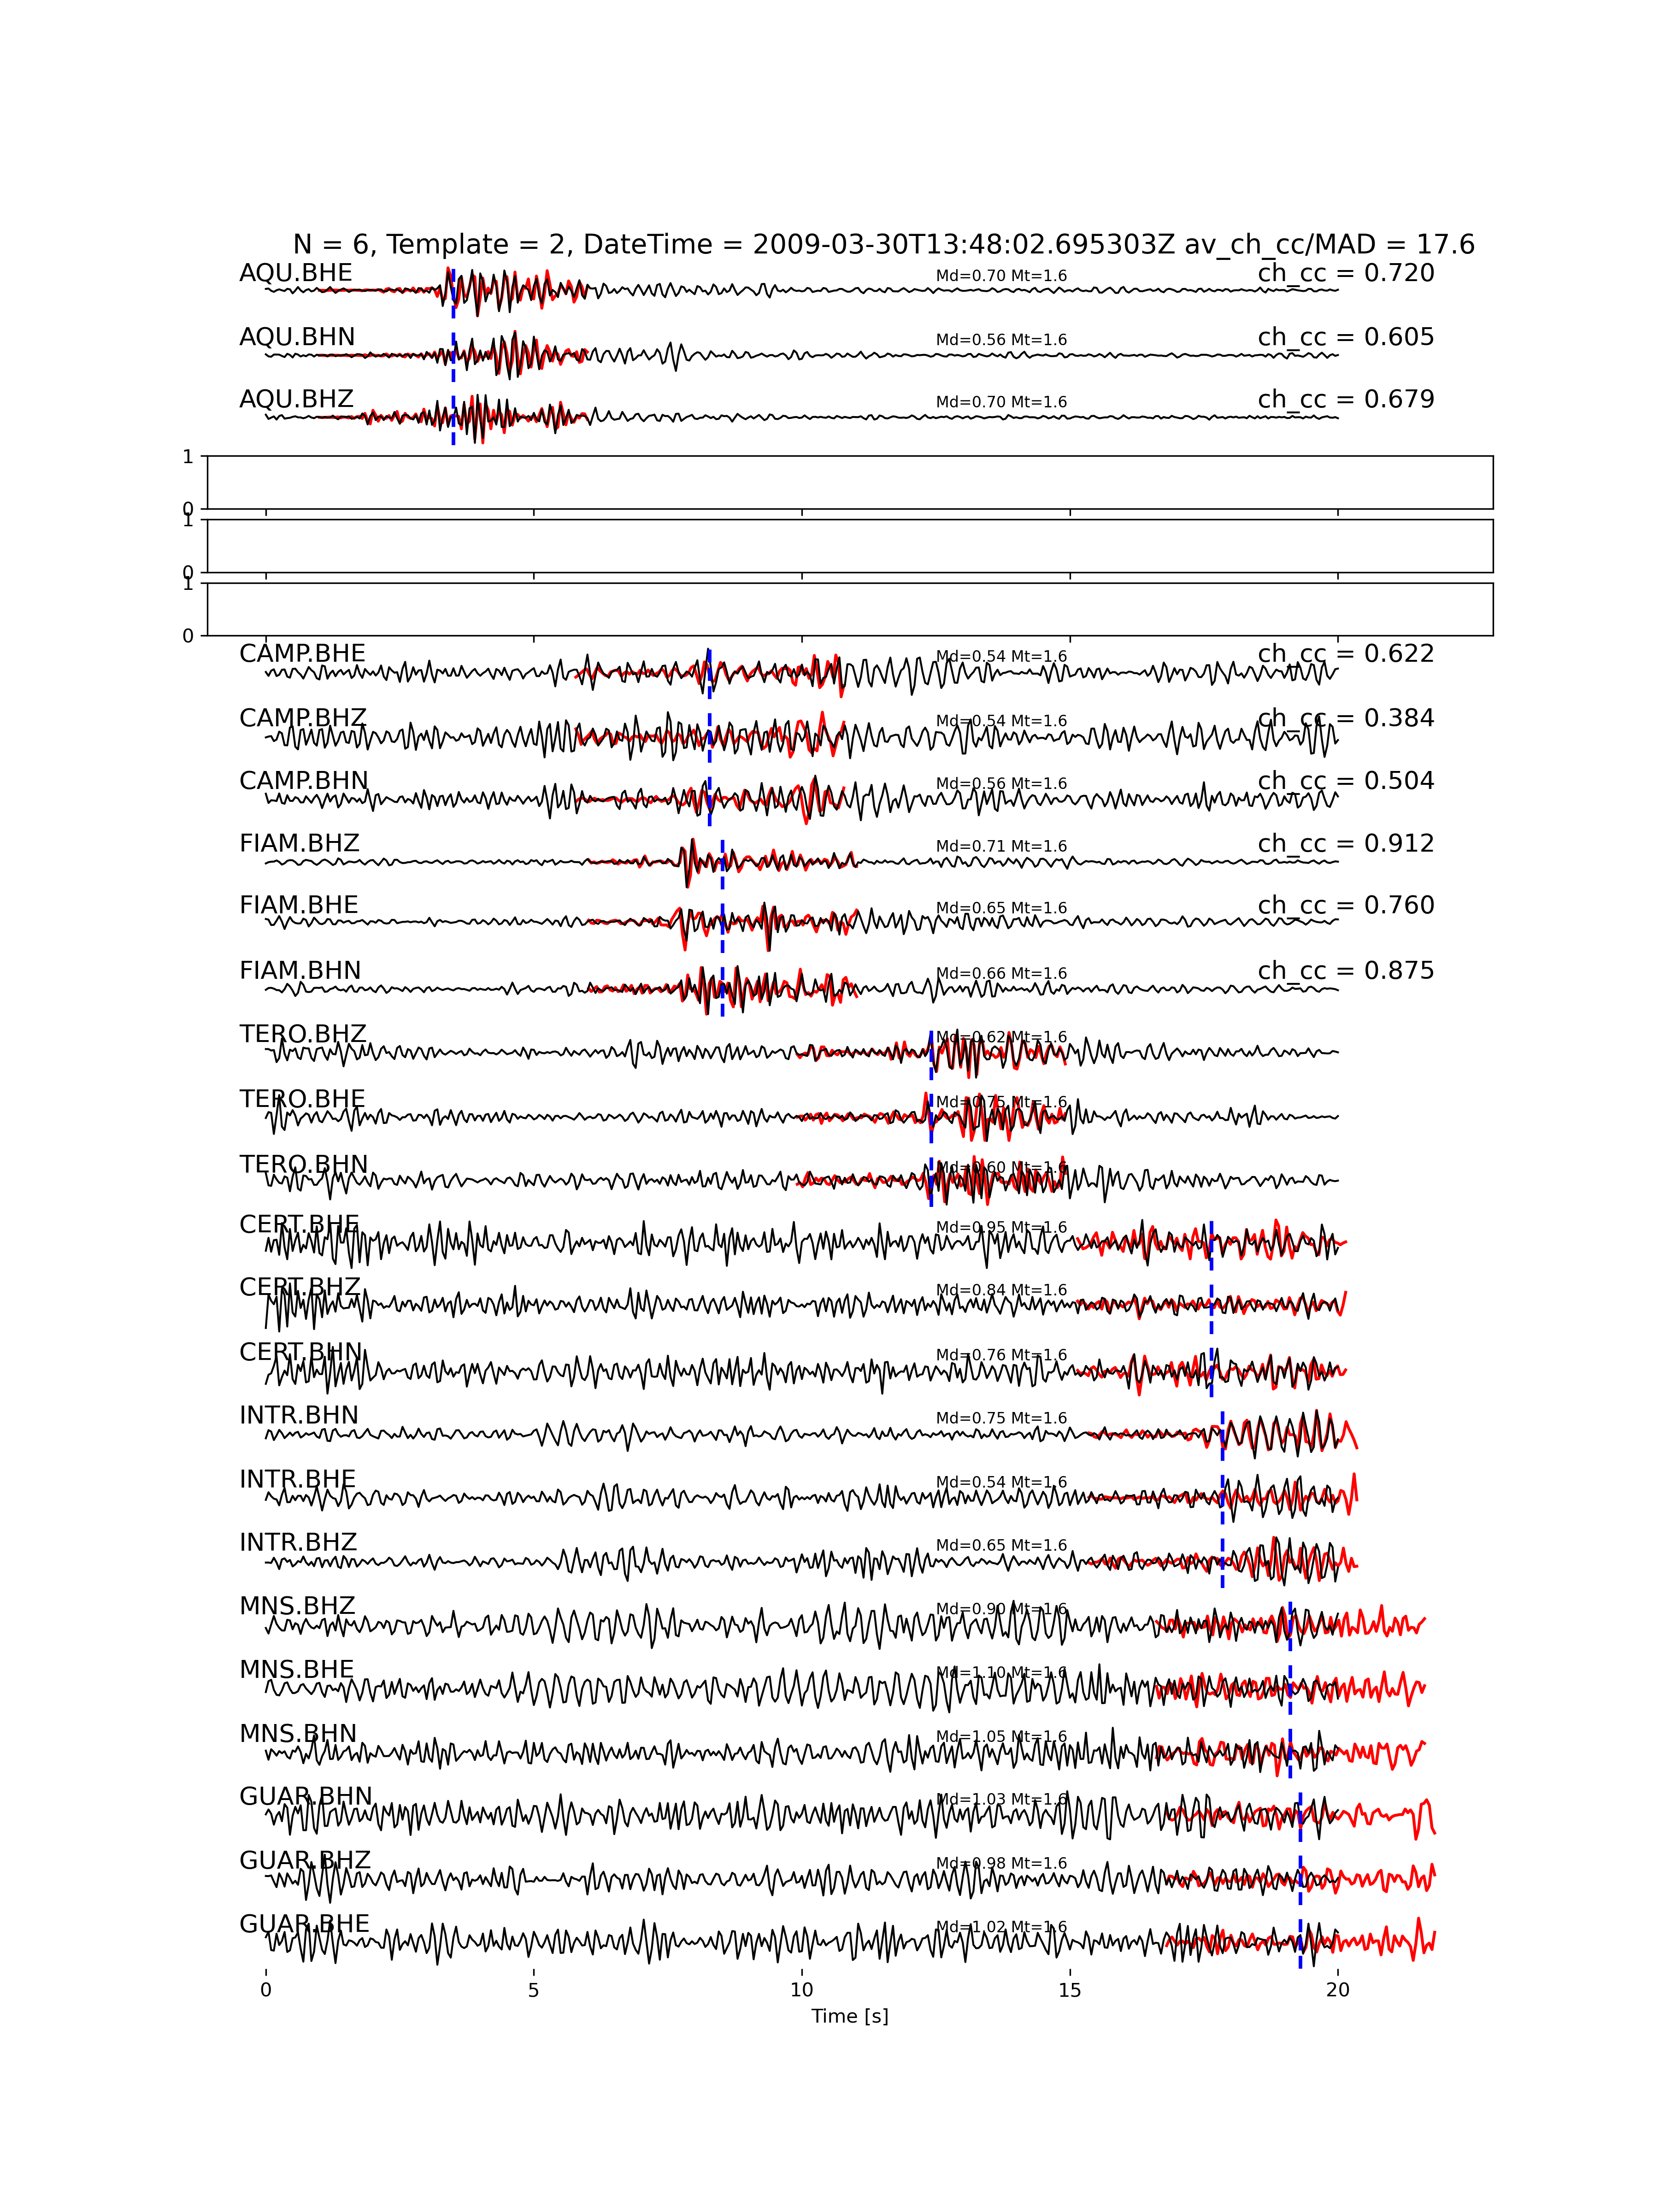 N = 6, Template = 2, DateTime = 2009-03-30T13:48:02.695303Z av_ch_cc/MAD = 17.6
AQU.BHE Md=0.70 Mt=1.6 ch_cc = 0.720
AQU.BHN Md=0.56 Mt=1.6 ch_cc = 0.605
AQU.BHZ Md=0.70 Mt=1.6 ch_cc = 0.679
1
0
1
0
1
0
CAMP.BHE Md=0.54 Mt=1.6 ch_cc = 0.622
CAMP.BHZ Md=0.54 Mt=1.6 ch_cc = 0.384
CAMP.BHN Md=0.56 Mt=1.6 ch_cc = 0.504
FIAM.BHZ Md=0.71 Mt=1.6 ch_cc = 0.912
FIAM.BHE Md=0.65 Mt=1.6 ch_cc = 0.760
FIAM.BHN Md=0.66 Mt=1.6 ch_cc = 0.875
TERO.BHZ Md=0.62 Mt=1.6
TERO.BHE Md=0.75 Mt=1.6
TERO.BHN Md=0.60 Mt=1.6
CERT.BHE Md=0.95 Mt=1.6
CERT.BHZ Md=0.84 Mt=1.6
CERT.BHN Md=0.76 Mt=1.6
INTR.BHN Md=0.75 Mt=1.6
INTR.BHE Md=0.54 Mt=1.6
INTR.BHZ Md=0.65 Mt=1.6
MNS.BHZ Md=0.90 Mt=1.6
MNS.BHE Md=1.10 Mt=1.6
MNS.BHN Md=1.05 Mt=1.6
GUAR.BHN Md=1.03 Mt=1.6
GUAR.BHZ Md=0.98 Mt=1.6
GUAR.BHE Md=1.02 Mt=1.6
0 5 10 15 20
Time [s]